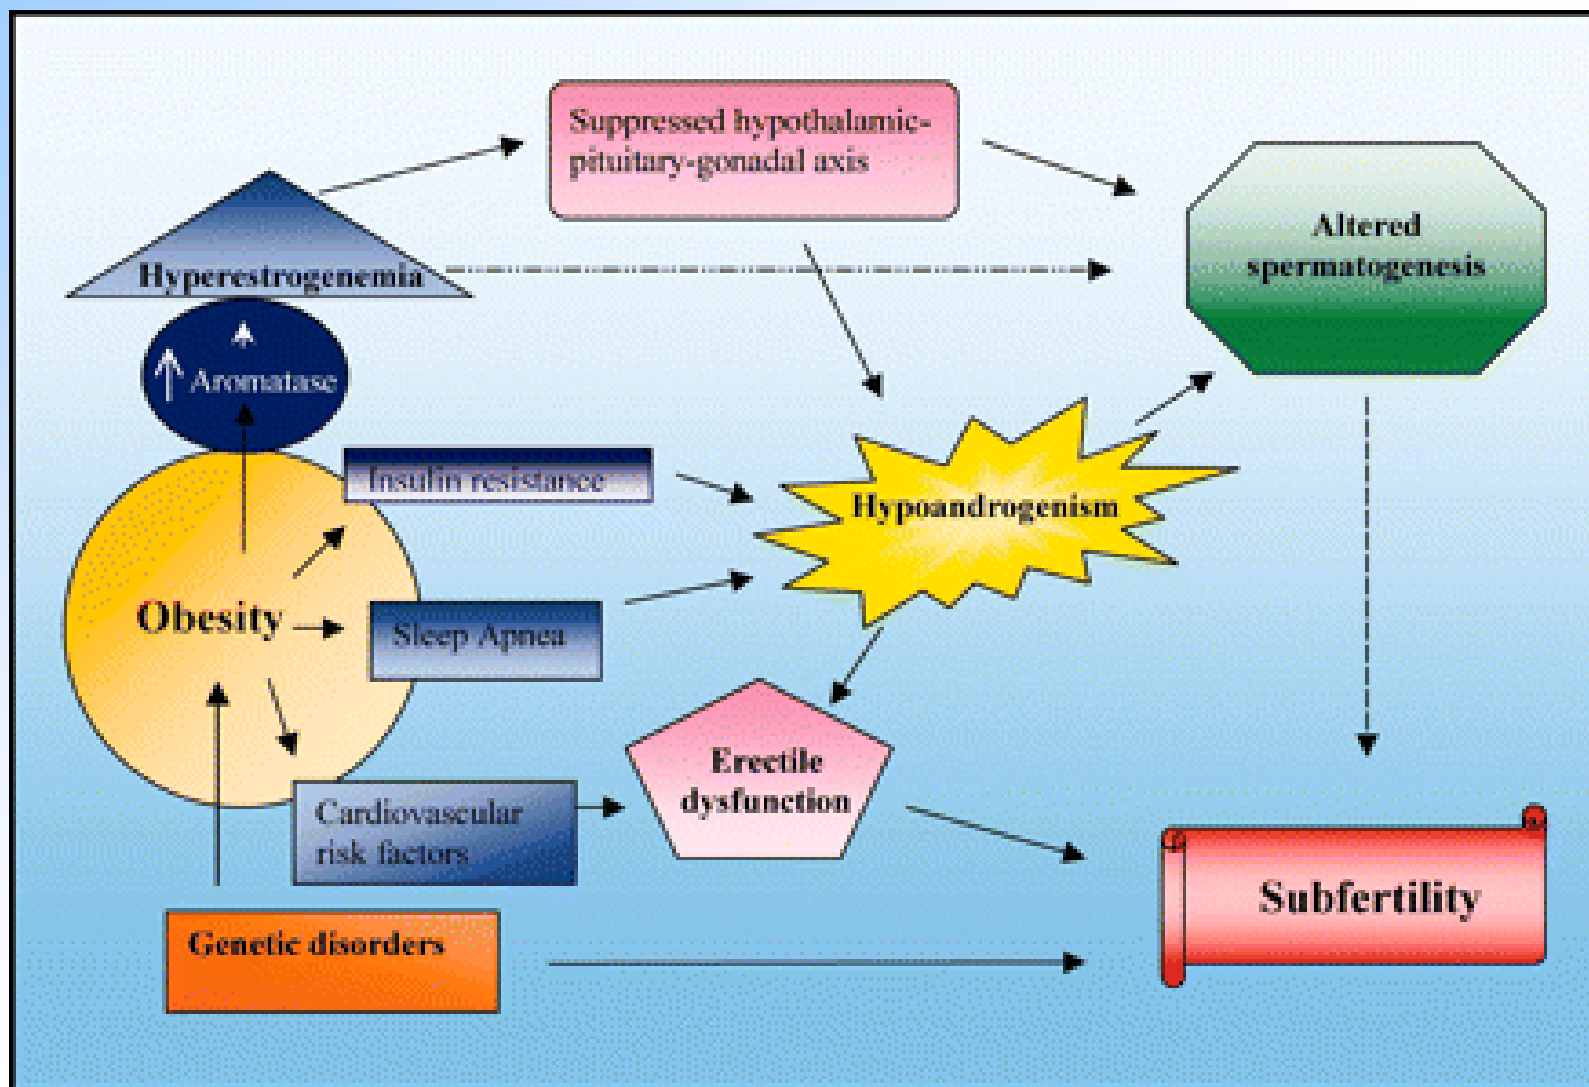 Suppressed hypothalamic-
pituitary-gonadal axis
Altered
spermatogenesis
Hyperestrogenemia
Aromatase
Insulin resistance
Hypoandrogenism
Obesity
Sleep Apnea
Erectile
dysfunction
Cardiovascular
risk factors
Subfertility
Genetic disorders